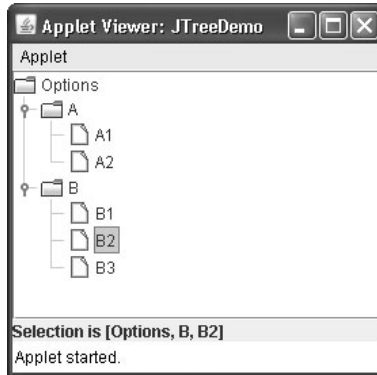 Applet Viewer: JTreeDemo
Applet
Options
A
A1
A2
B
B1
B2
B3
Selection is [Options, B, B2]
Applet started.